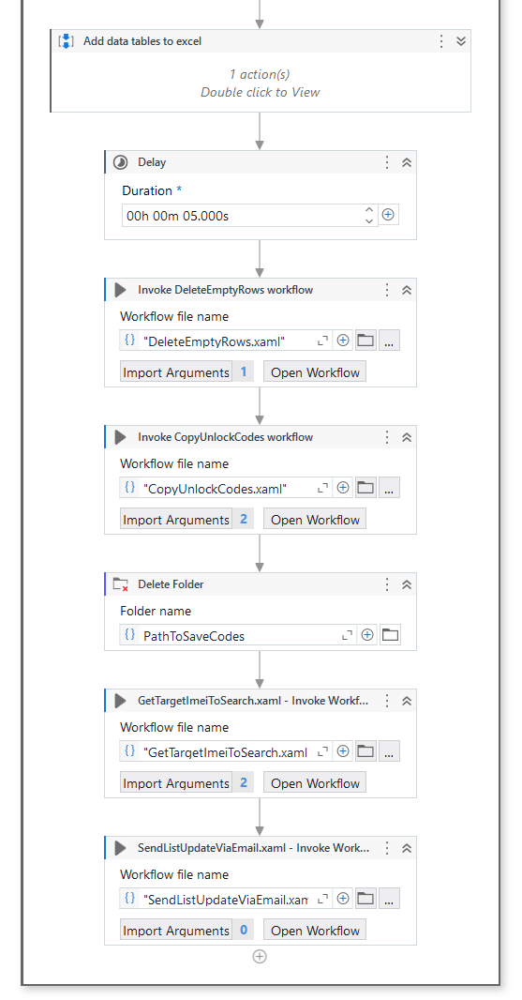 Add data tables to excel
1 action(s)
Double click to View
Delay
Duration *
00h 00m 05.000s
Invoke DeleteEmptyRows workflow
Workflow file name
"DeleteEmptyRows.xaml"
...
Import Arguments 1 Open Workflow
Invoke CopyUnlockCodes workflow
Workflow file name
"CopyUnlockCodes.xaml"
...
Import Arguments 2 Open Workflow
Delete Folder
Folder name
PathToSaveCodes
GetTargetImeiToSearch.xaml - Invoke Workf...
Workflow file name
"GetTargetImeiToSearch.xaml
...
Import Arguments 2 Open Workflow
SendListUpdateViaEmail.xaml - Invoke Work...
Workflow file name
"SendListUpdateViaEmail.xam
...
Import Arguments 0 Open Workflow